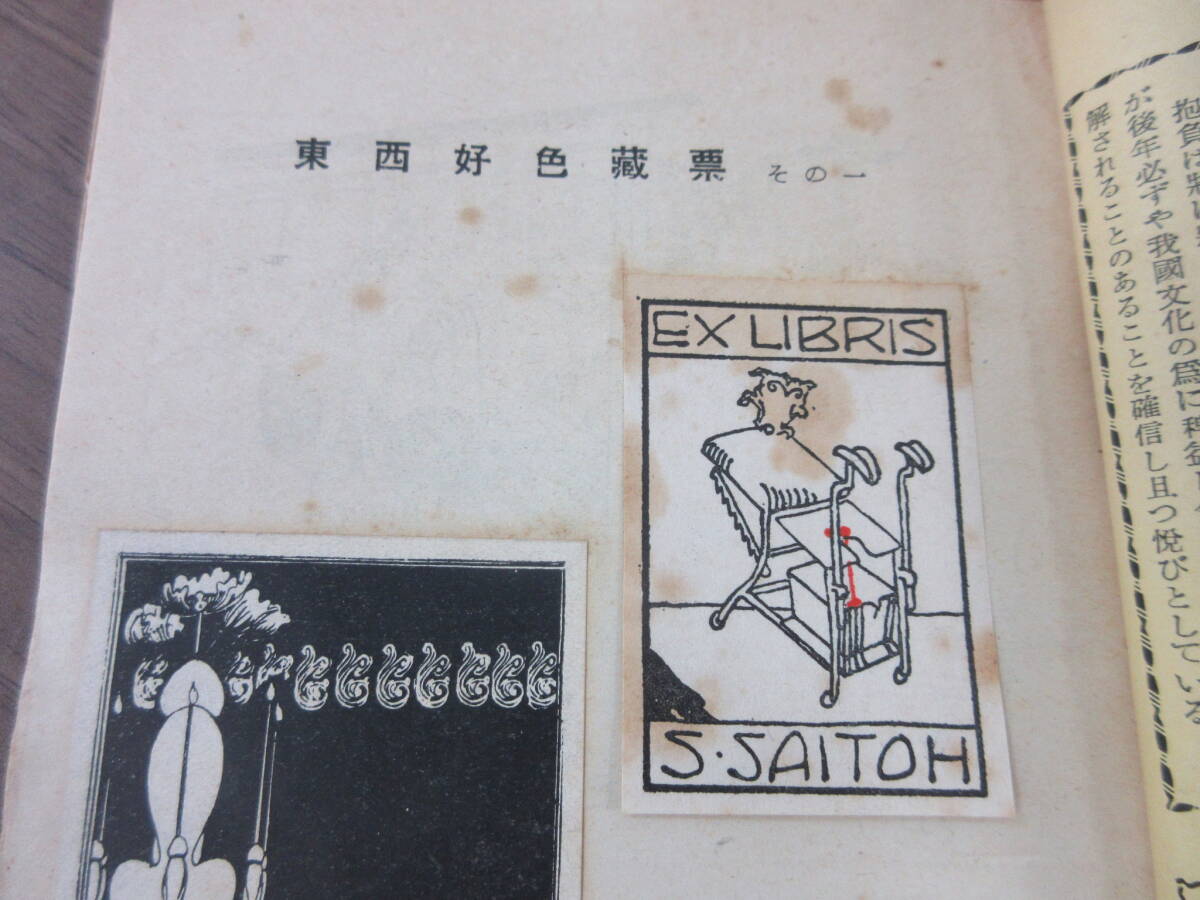 東西好色藏票 その一
EX LIBRIS
S・SAITOH
が後年必ずや我國文化の爲に
解されることのあることを確信し且つ悅びとしている